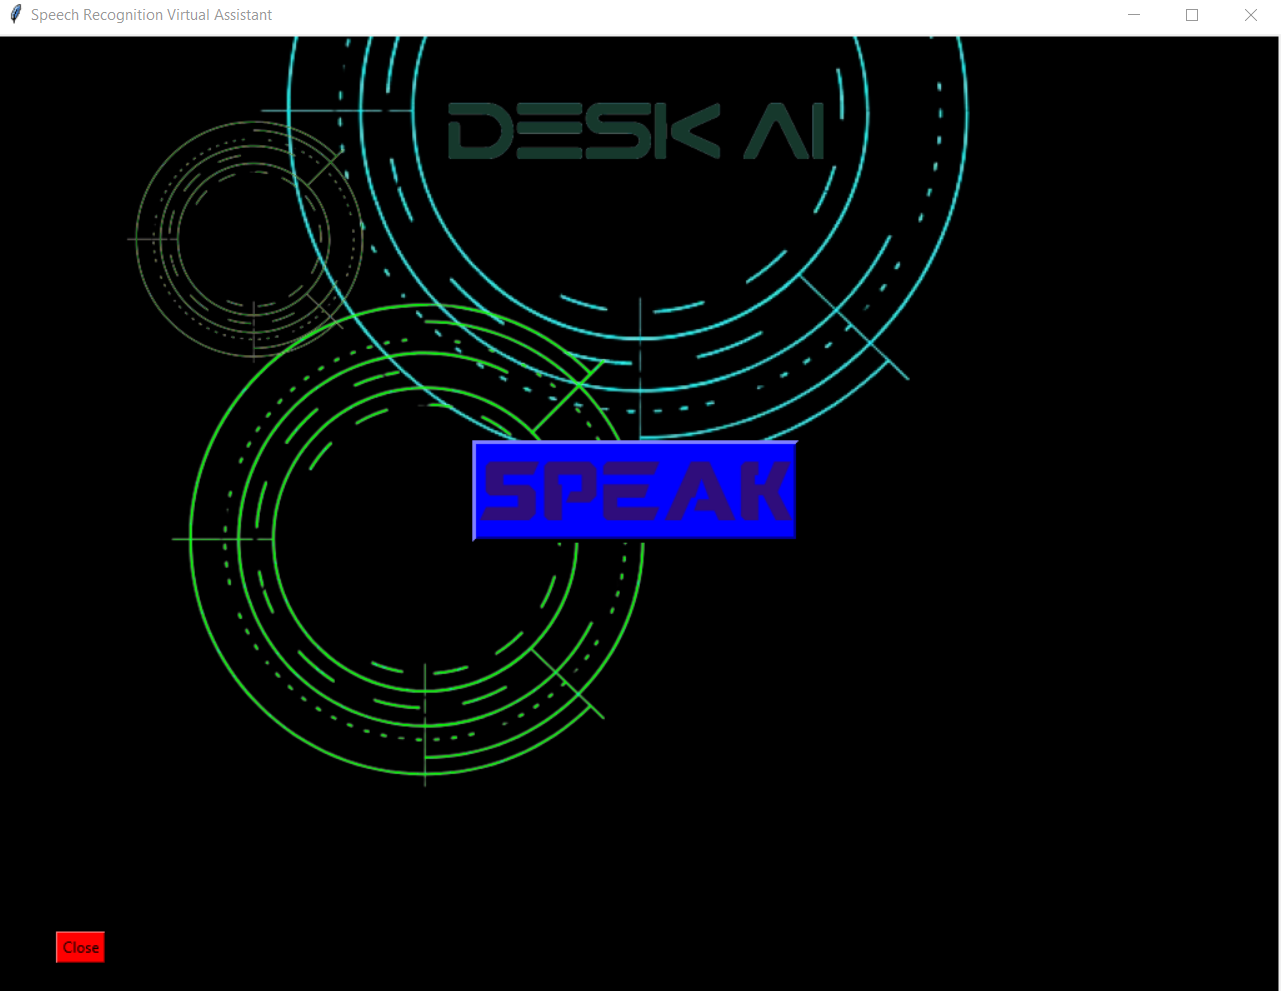 Speech Recognition Virtual Assistant
DESK AI
SPEAK
Close